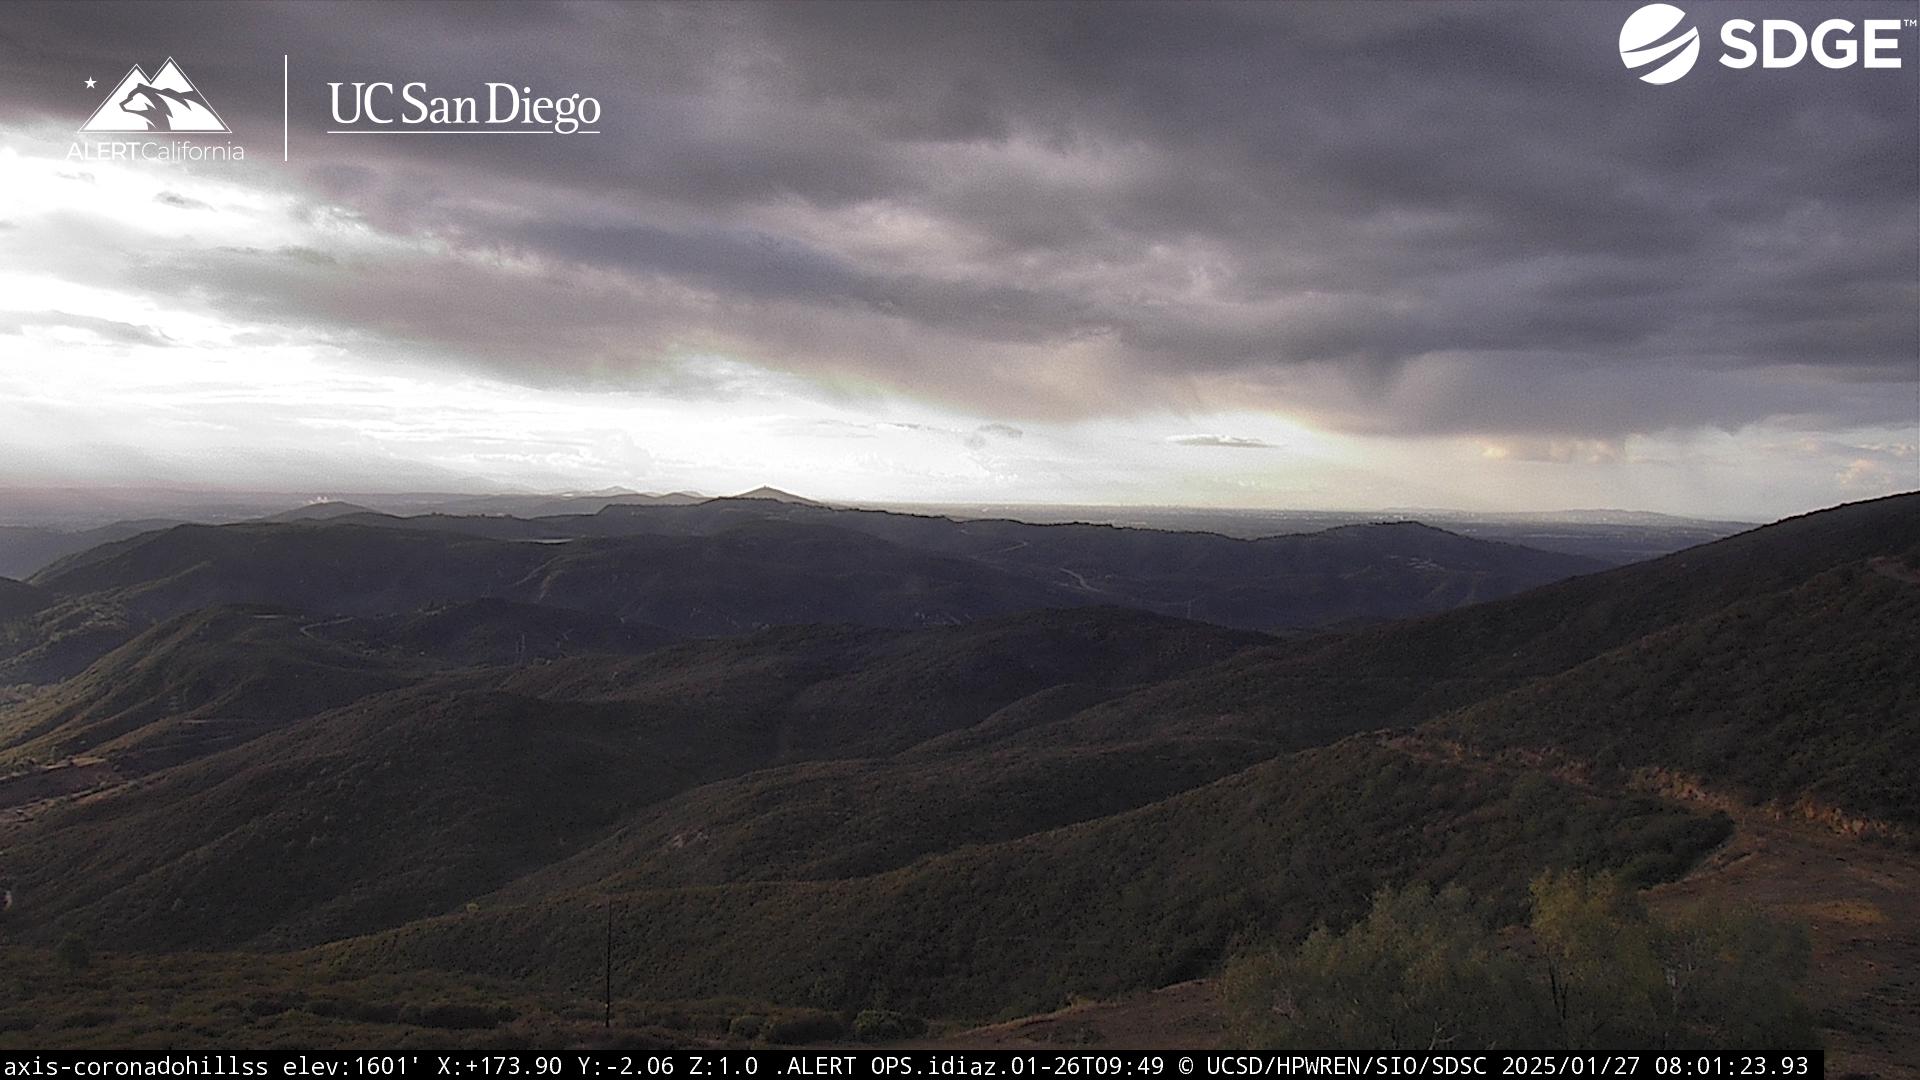 SDGE™
UC San Diego
ALERTCalifornia
axis-coronadohillss elev:1601' X:+173.90 Y:-2.06 Z:1.0 .ALERT OPS.idiaz.01-26T09:49 © UCSD/HPWREN/SIO/SDSC 2025/01/27 08:01:23.93